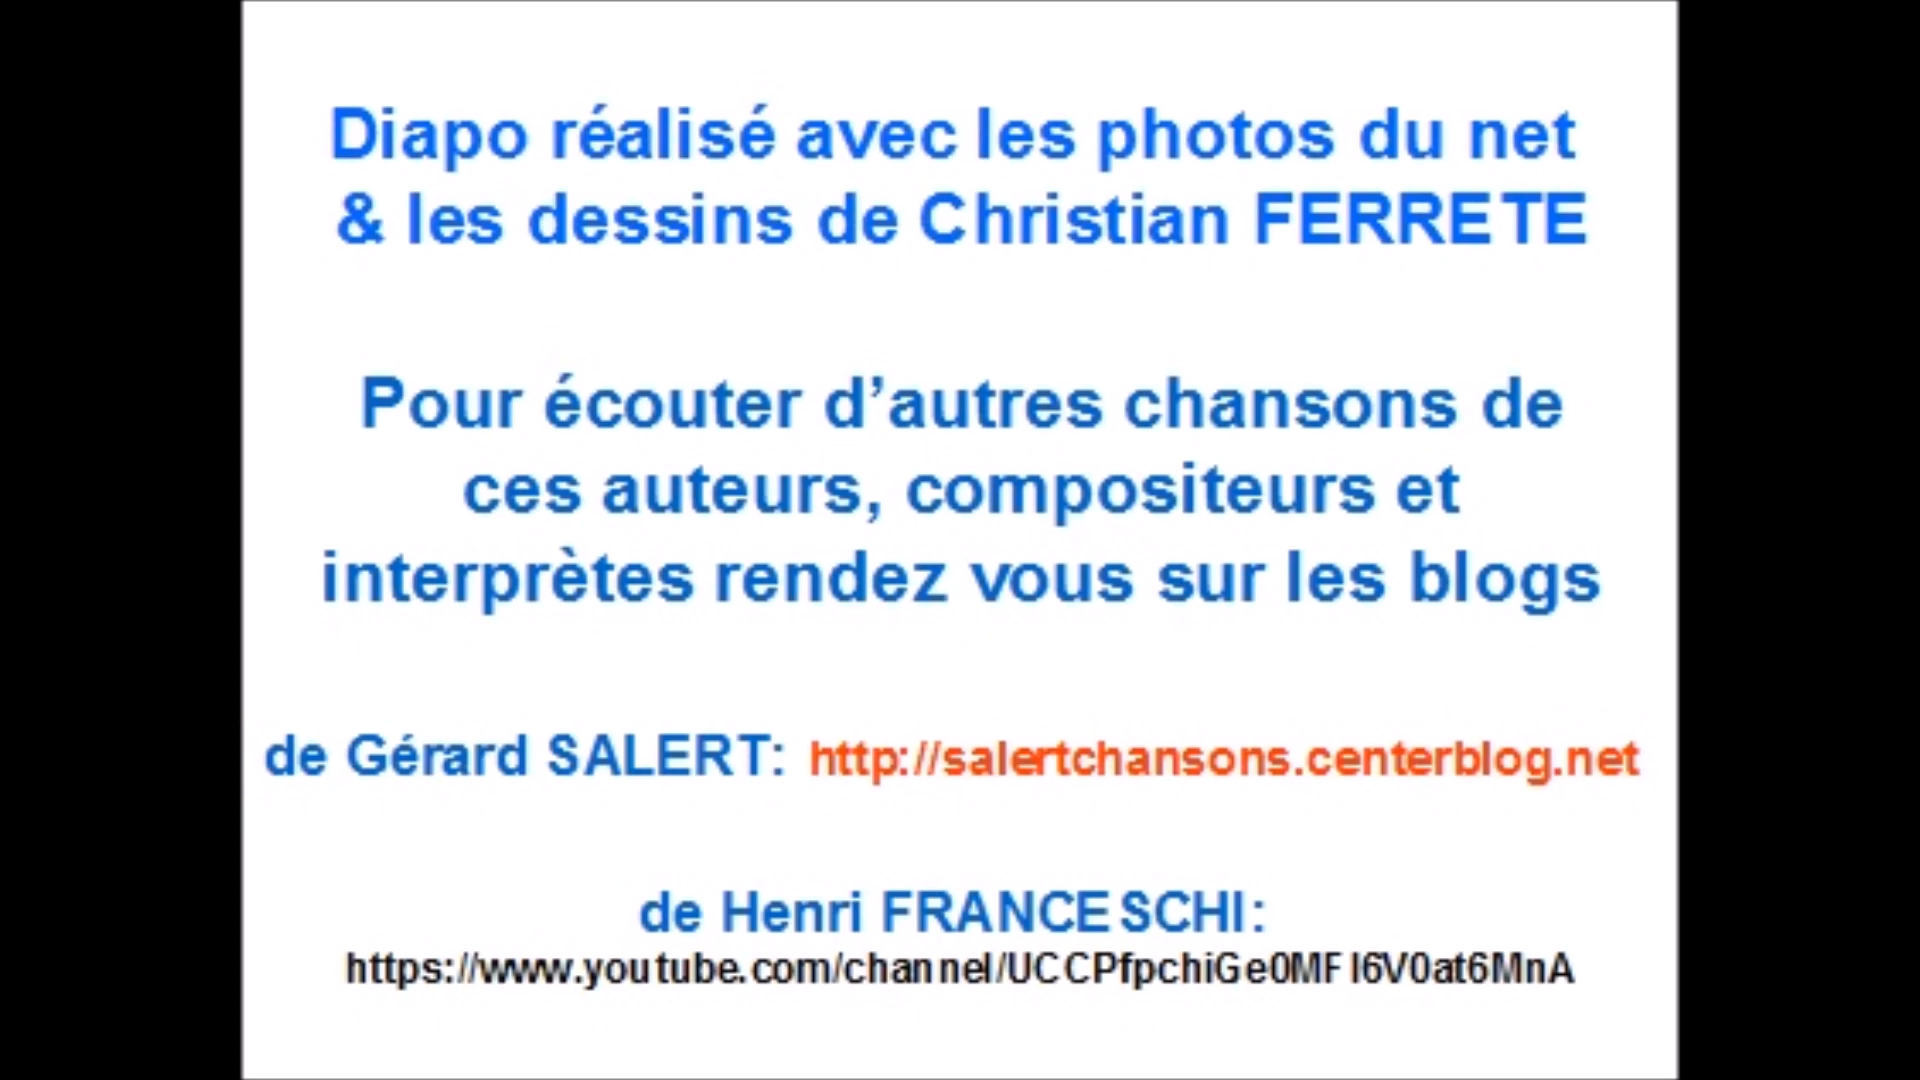 Diapo réalisé avec les photos du net
& les dessins de Christian FERRETE
Pour écouter d’autres chansons de
ces auteurs, compositeurs et
interprètes rendez vous sur les blogs
de Gérard SALERT: http://salertchansons.centerblog.net
de Henri FRANCESCHI:
https://www.youtube.com/channel/UCCPfpchiGe0MFI6V0at6MnA